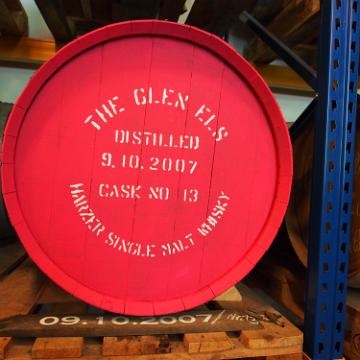 THE GLEN ELS
DISTILLED
9.10.2007
CASK NO 13
HARZER SINGLE MALT WHISKY
09.10.2007/